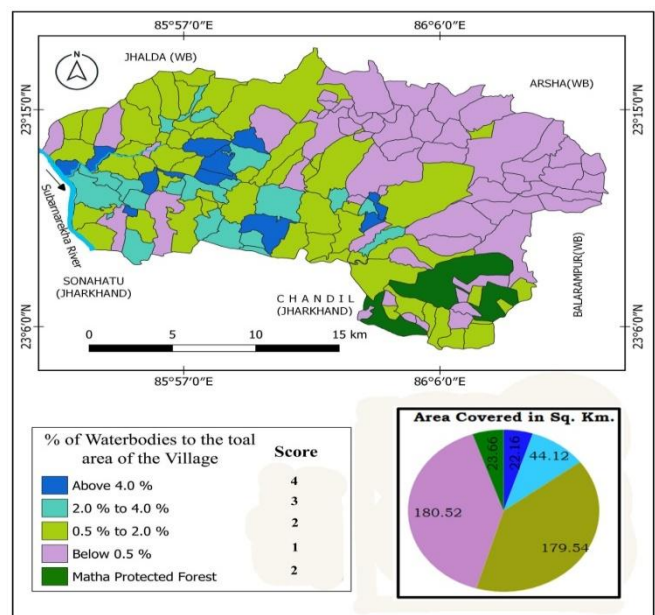 85°57'0"E 86°6'0"E
N
JHALDA (WB)
ARSHA(WB)
23°15'0"N 23°15'0"N
Subarnarekha River
SONAHATU
(JHARKHAND)
CHANDIL
(JHARKHAND)
BALARAMPUR(WB)
23°6'0"N 23°6'0"N
0 5 10 15 km
85°57'0"E 86°6'0"E
% of Waterbodies to the toal
area of the Village
Score
Above 4.0 % 4
2.0 % to 4.0 % 3
0.5 % to 2.0 % 2
Below 0.5 % 1
Matha Protected Forest 2
Area Covered in Sq. Km.
23.66
22.16
44.12
180.52
179.54